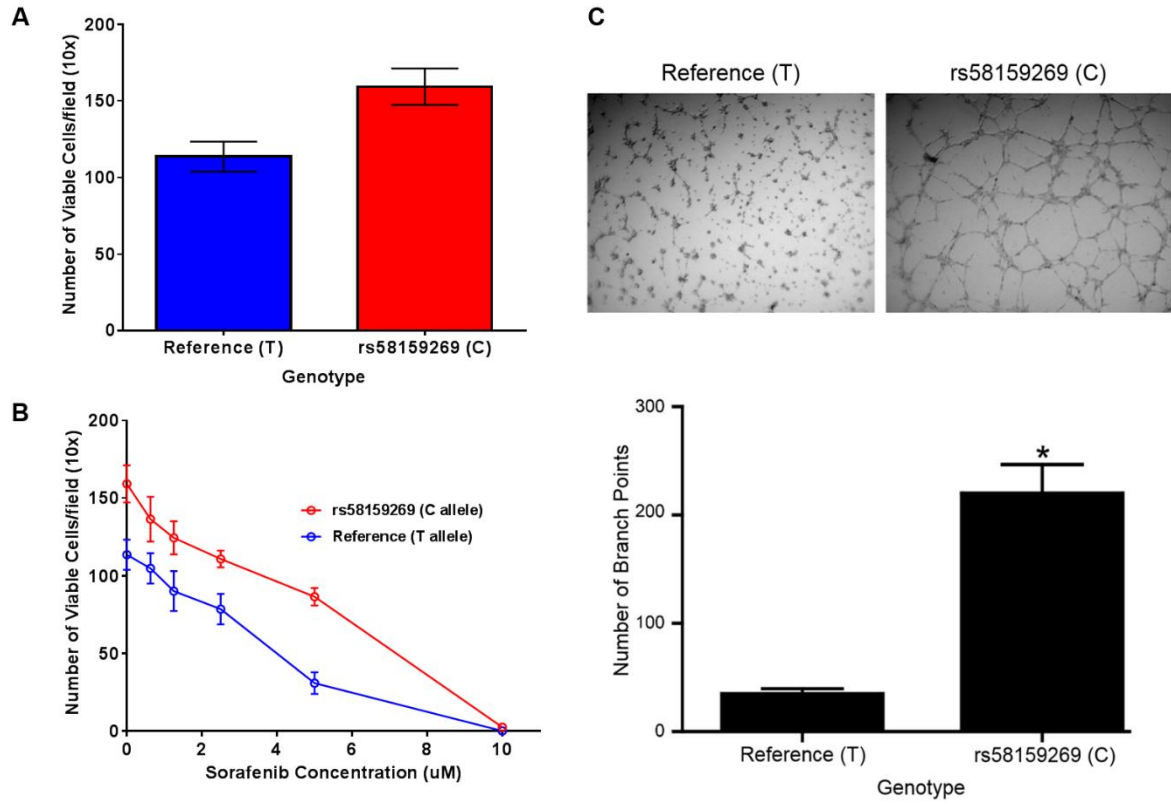 A
Number of Viable Cells/field (10x)
200
150
100
50
0
Reference (T)
rs58159269 (C)
Genotype
B
Number of Viable Cells/field (10x)
200
150
100
50
0
rs58159269 (C allele)
Reference (T allele)
0
2
4
6
8
10
Sorafenib Concentration (uM)
C
Reference (T)
rs58159269 (C)
Number of Branch Points
300
200
100
0
*
Reference (T)
rs58159269 (C)
Genotype